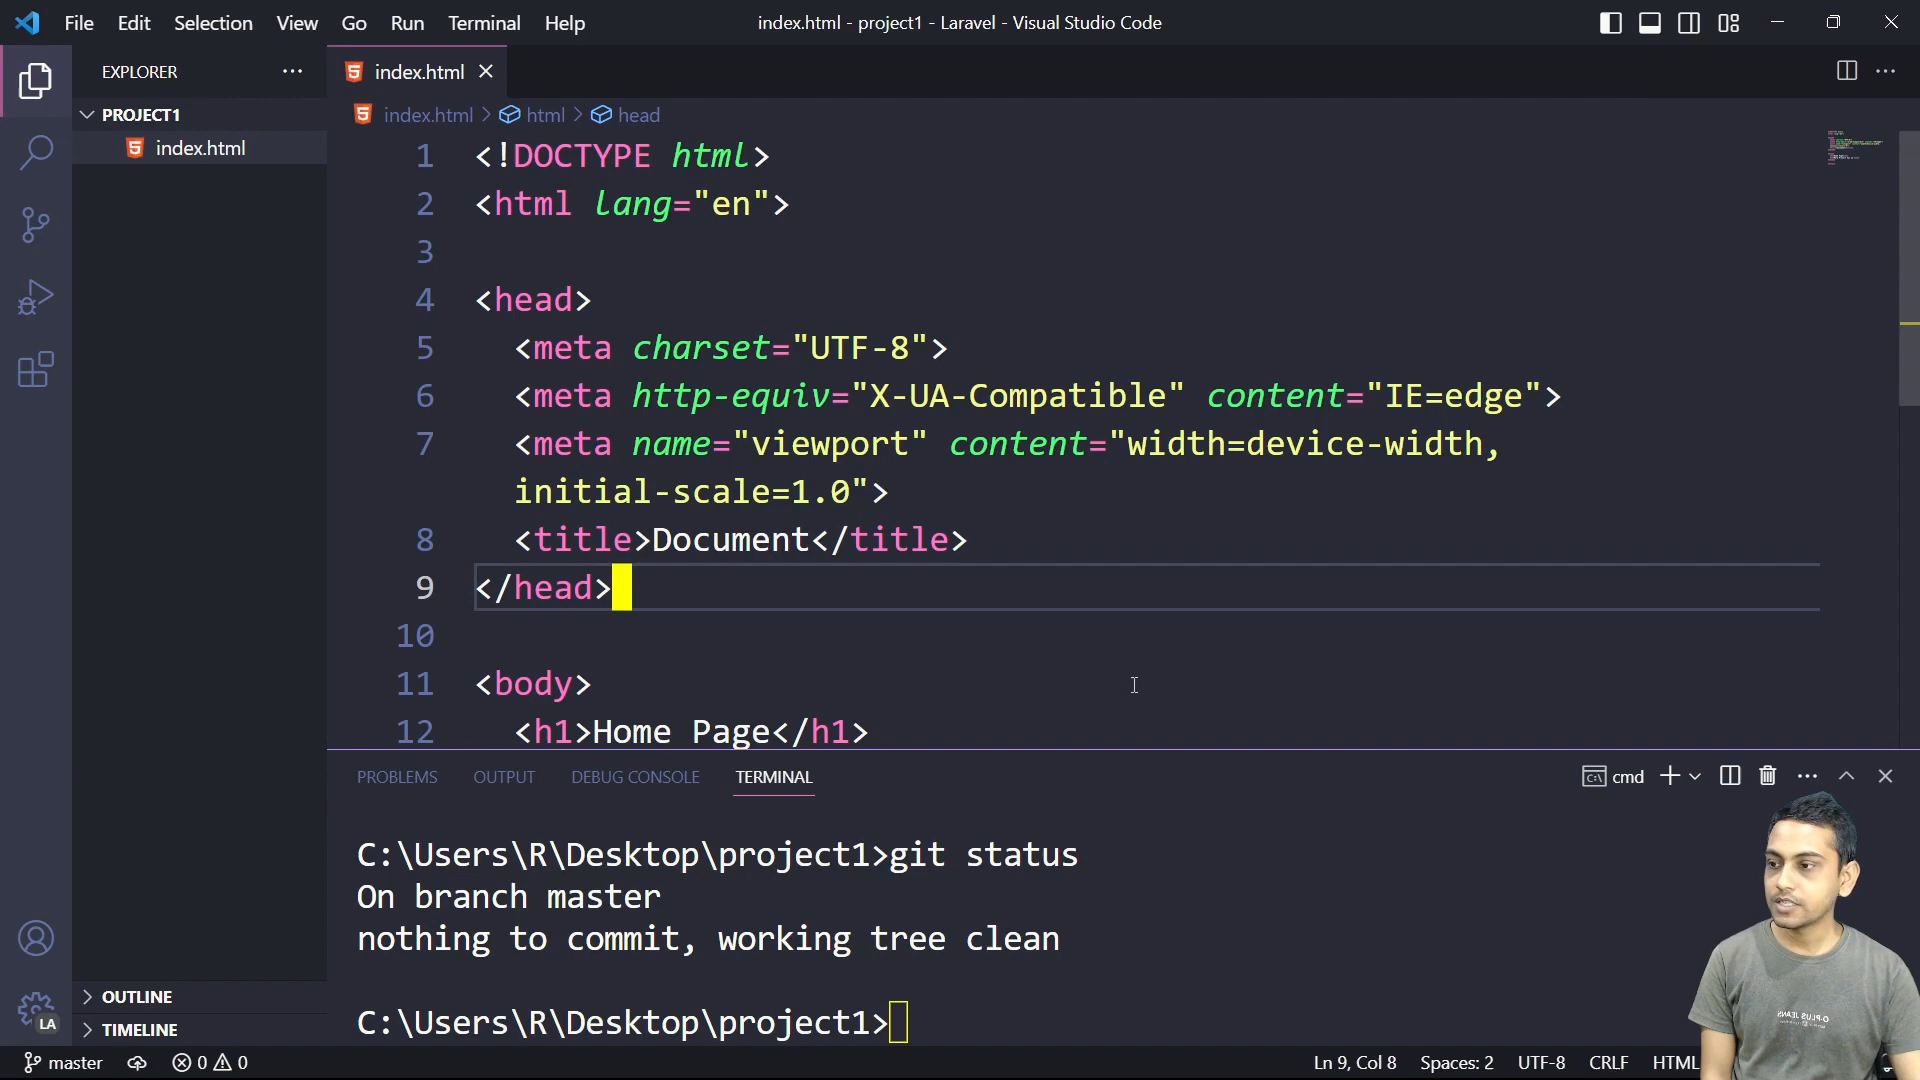 File Edit Selection View Go Run Terminal Help
index.html - project1 - Laravel - Visual Studio Code
EXPLORER
PROJECT1
index.html
OUTLINE
TIMELINE
LA
index.html
index.html > html > head
1 <!DOCTYPE html>
2 <html lang="en">
3
4 <head>
5 <meta charset="UTF-8">
6 <meta http-equiv="X-UA-Compatible" content="IE=edge">
7 <meta name="viewport" content="width=device-width,
initial-scale=1.0">
8 <title>Document</title>
9 </head>
10
11 <body>
12 <h1>Home Page</h1>
PROBLEMS OUTPUT DEBUG CONSOLE TERMINAL
cmd
C:\Users\R\Desktop\project1>git status
On branch master
nothing to commit, working tree clean
C:\Users\R\Desktop\project1>
master 0 0
Ln 9, Col 8 Spaces: 2 UTF-8 CRLF HTML
O-PLUS JEANS